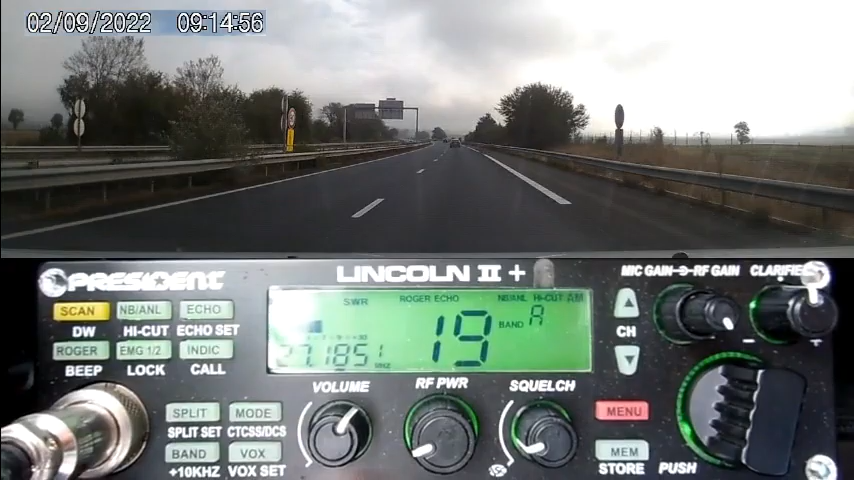 02/09/2022 09:14:56
PRESIDENT LINCOLN II + MIC GAIN RF GAIN CLARIFIER
SCAN NB/ANL ECHO
DW HI-CUT ECHO SET
ROGER EMG 1/2 INDIC
BEEP LOCK CALL
SWR ROGER ECHO NB/ANL HI-CUT AM
19 BAND A
CH
- +
VOLUME RF PWR SQUELCH
SPLIT MODE
SPLIT SET CTCSS/DCS
BAND VOX
+10KHZ VOX SET
MENU
MEM
STORE PUSH